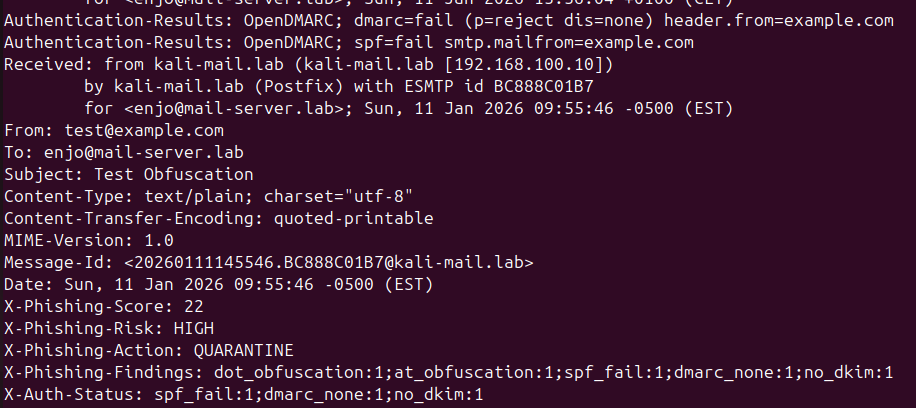 for <enjo@mail-server.lab>; Sun, 11 Jan 2026 15:56:04 +0100 (CET)
Authentication-Results: OpenDMARC; dmarc=fail (p=reject dis=none) header.from=example.com
Authentication-Results: OpenDMARC; spf=fail smtp.mailfrom=example.com
Received: from kali-mail.lab (kali-mail.lab [192.168.100.10])
by kali-mail.lab (Postfix) with ESMTP id BC888C01B7
for <enjo@mail-server.lab>; Sun, 11 Jan 2026 09:55:46 -0500 (EST)
From: test@example.com
To: enjo@mail-server.lab
Subject: Test Obfuscation
Content-Type: text/plain; charset="utf-8"
Content-Transfer-Encoding: quoted-printable
MIME-Version: 1.0
Message-Id: <20260111145546.BC888C01B7@kali-mail.lab>
Date: Sun, 11 Jan 2026 09:55:46 -0500 (EST)
X-Phishing-Score: 22
X-Phishing-Risk: HIGH
X-Phishing-Action: QUARANTINE
X-Phishing-Findings: dot_obfuscation:1;at_obfuscation:1;spf_fail:1;dmarc_none:1;no_dkim:1
X-Auth-Status: spf_fail:1;dmarc_none:1;no_dkim:1